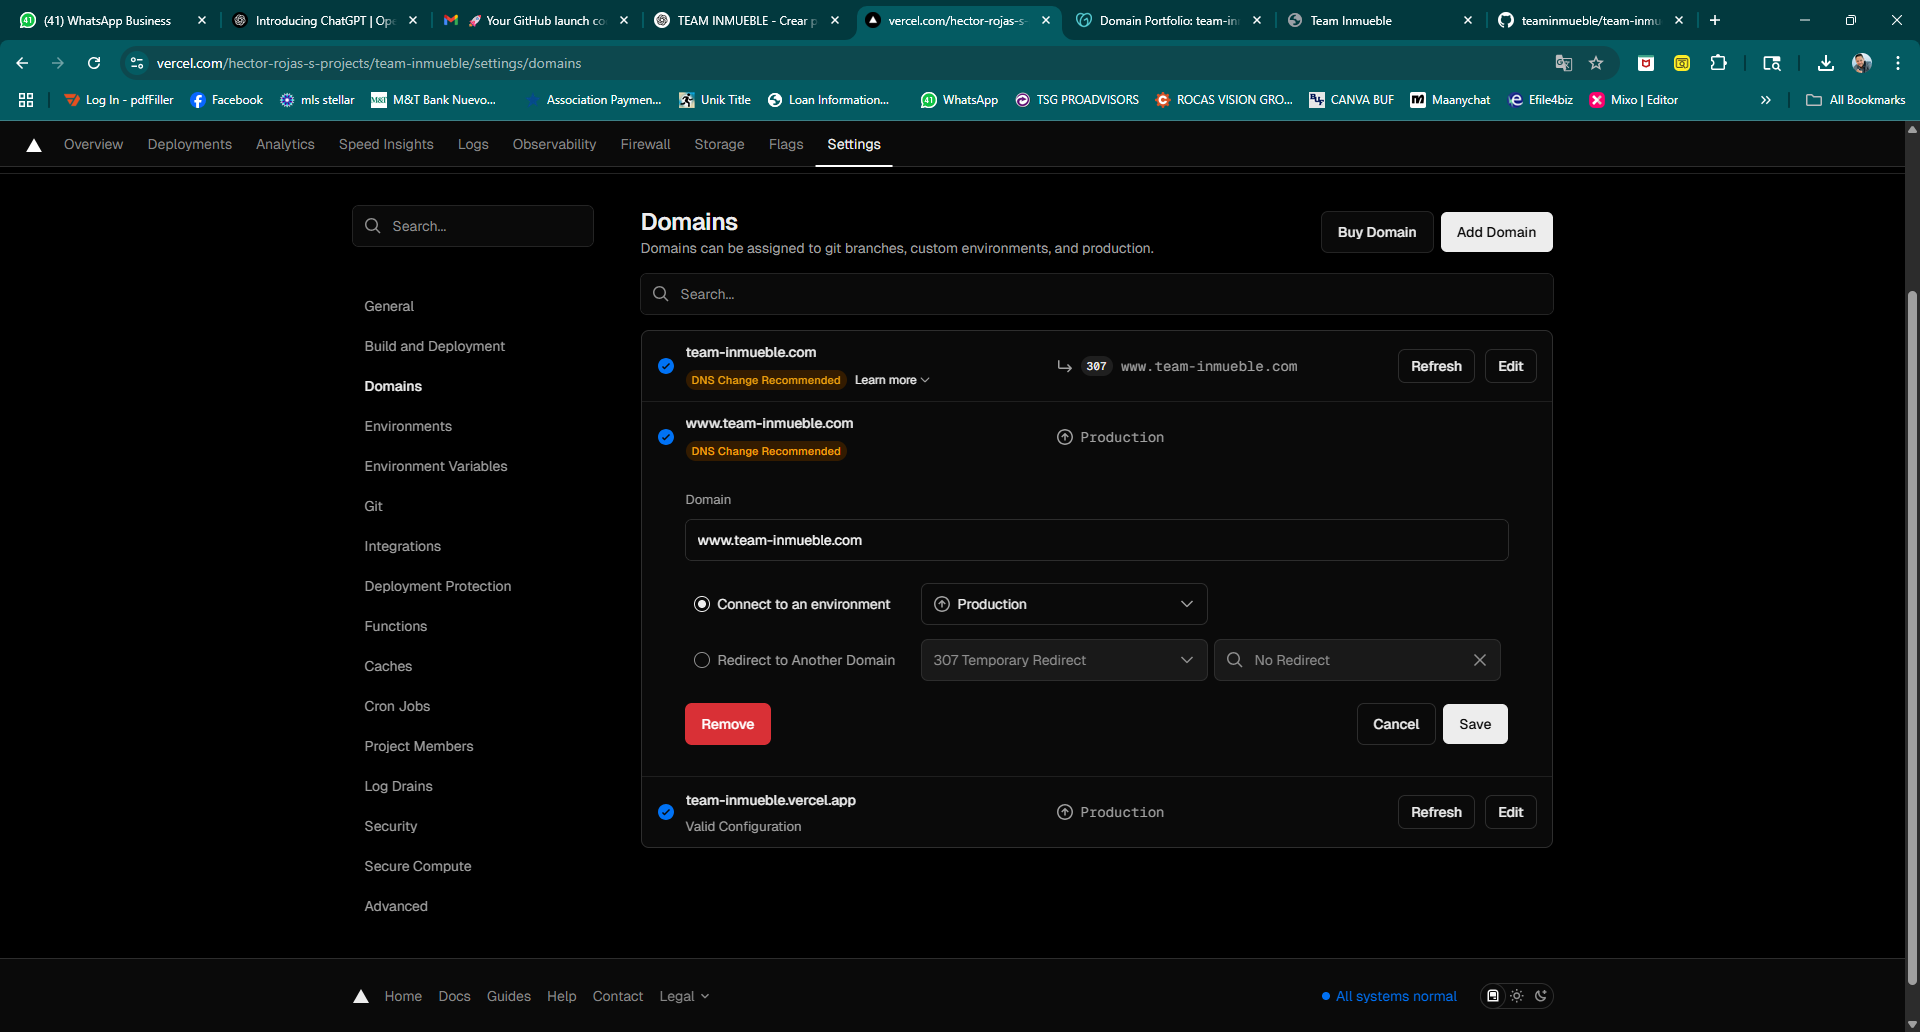 (41) WhatsApp Business
Introducing ChatGPT | Ope
🚀 Your GitHub launch co
TEAM INMUEBLE - Crear p
vercel.com/hector-rojas-s-
Domain Portfolio: team-in
Team Inmueble
teaminmueble/team-inmu
vercel.com/hector-rojas-s-projects/team-inmueble/settings/domains
Log In - pdfFiller
Facebook
mls stellar
M&T Bank Nuevo...
Association Paymen...
Unik Title
Loan Information...
WhatsApp
TSG PROADVISORS
ROCAS VISION GRO...
CANVA BUF
Maanychat
Efile4biz
Mixo | Editor
All Bookmarks
Overview
Deployments
Analytics
Speed Insights
Logs
Observability
Firewall
Storage
Flags
Settings
Search...
General
Build and Deployment
Domains
Environments
Environment Variables
Git
Integrations
Deployment Protection
Functions
Caches
Cron Jobs
Project Members
Log Drains
Security
Secure Compute
Advanced
Domains
Domains can be assigned to git branches, custom environments, and production.
Buy Domain
Add Domain
Search...
team-inmueble.com
DNS Change Recommended
Learn more
307 www.team-inmueble.com
Refresh
Edit
www.team-inmueble.com
DNS Change Recommended
Production
Domain
www.team-inmueble.com
Connect to an environment
Production
Redirect to Another Domain
307 Temporary Redirect
No Redirect
Remove
Cancel
Save
team-inmueble.vercel.app
Valid Configuration
Production
Refresh
Edit
Home
Docs
Guides
Help
Contact
Legal
All systems normal